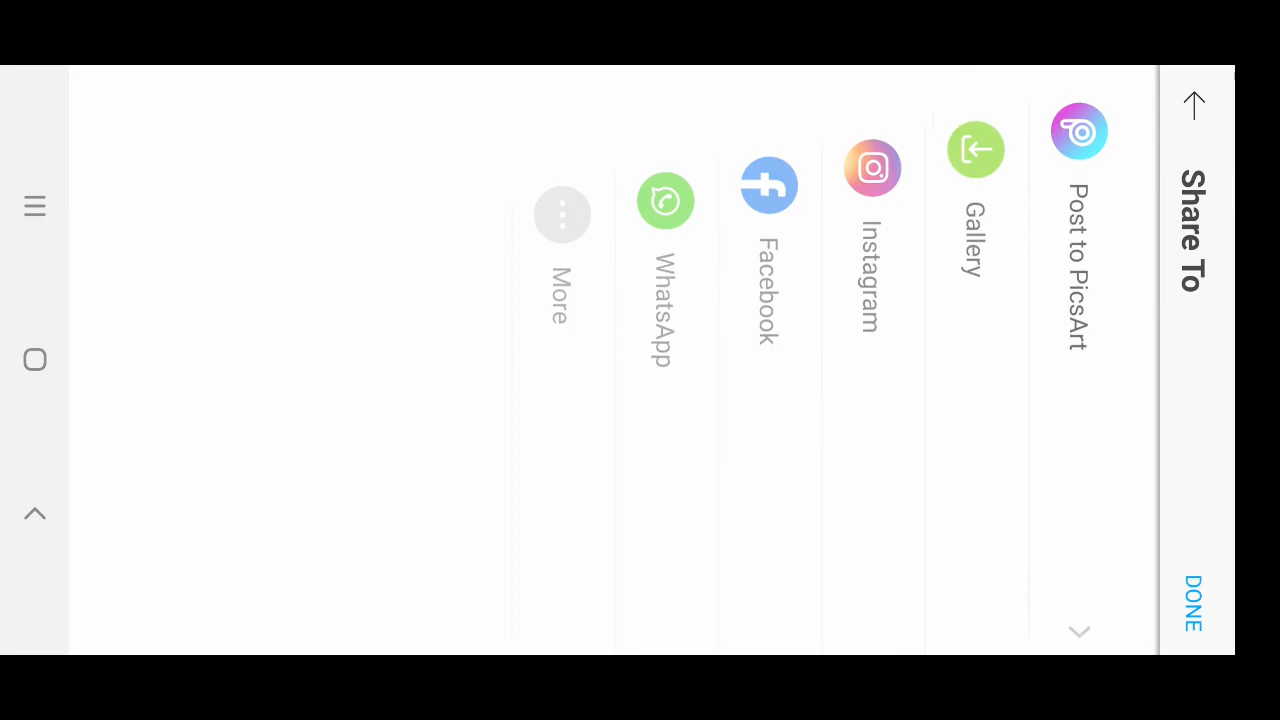 Share To
DONE
Post to PicsArt
Gallery
Instagram
Facebook
WhatsApp
More